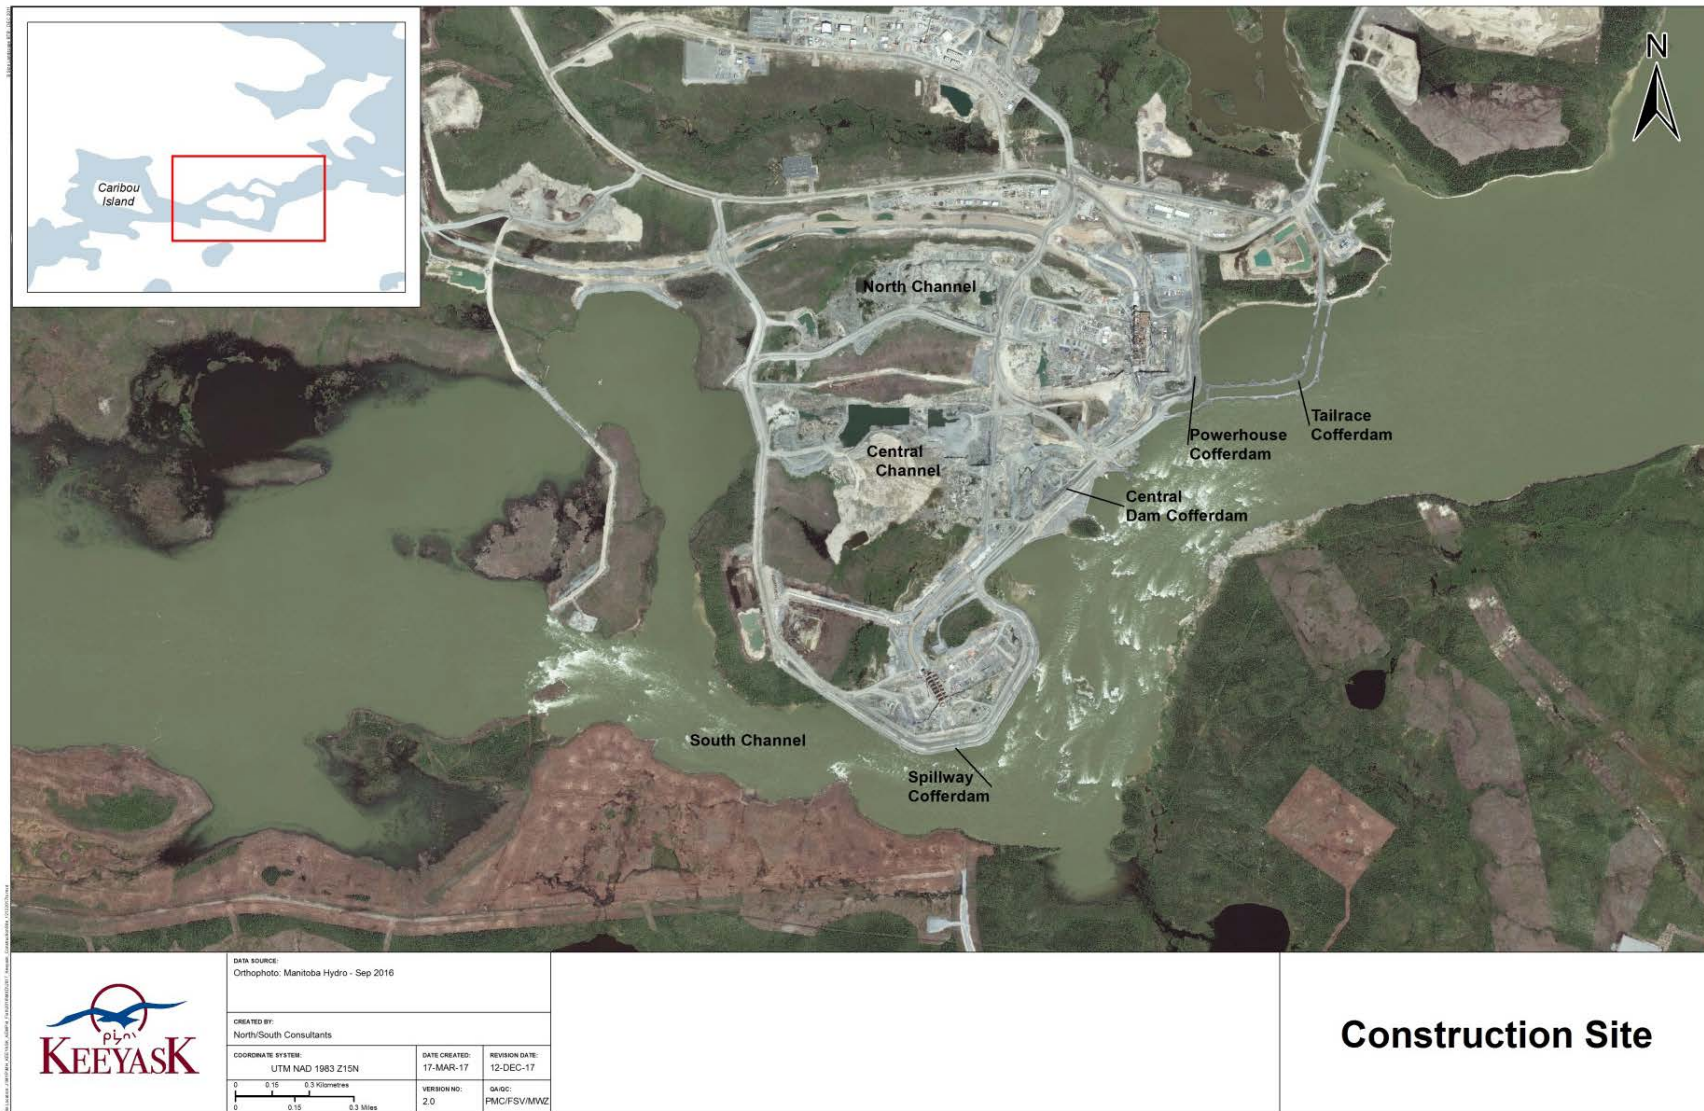 Caribou
Island
N
North Channel
Central
Channel
Powerhouse
Cofferdam
Tailrace
Cofferdam
Central
Dam Cofferdam
South Channel
Spillway
Cofferdam
ᑭᔭᐢᐠ
KEEYASK
DATA SOURCE:
Orthophoto: Manitoba Hydro - Sep 2016
CREATED BY:
North/South Consultants
COORDINATE SYSTEM:
UTM NAD 1983 Z15N
DATE CREATED:
17-MAR-17
REVISION DATE:
12-DEC-17
0 0.15 0.3 Kilometres
0 0.15 0.3 Miles
VERSION NO:
2.0
QA/QC:
PMC/FSV/MWZ
Construction Site